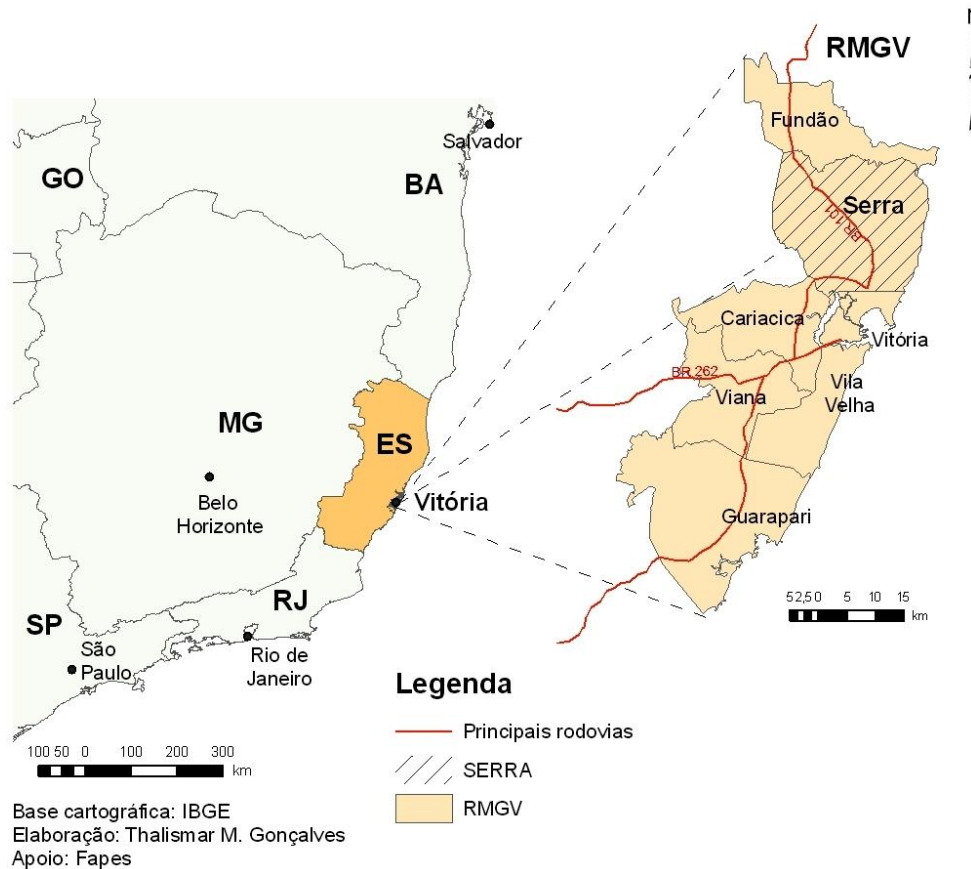 RMGV
Fundão
Serra
BR 101
Cariacica
Vitória
BR 262
Viana
Vila
Velha
Guarapari
5 2,5 0 5 10 15
km
Salvador
GO
BA
MG
ES
Belo
Horizonte
Vitória
RJ
SP
São
Paulo
Rio de
Janeiro
100 50 0 100 200 300
km
Legenda
Principais rodovias
SERRA
RMGV
Base cartográfica: IBGE
Elaboração: Thalismar M. Gonçalves
Apoio: Fapes